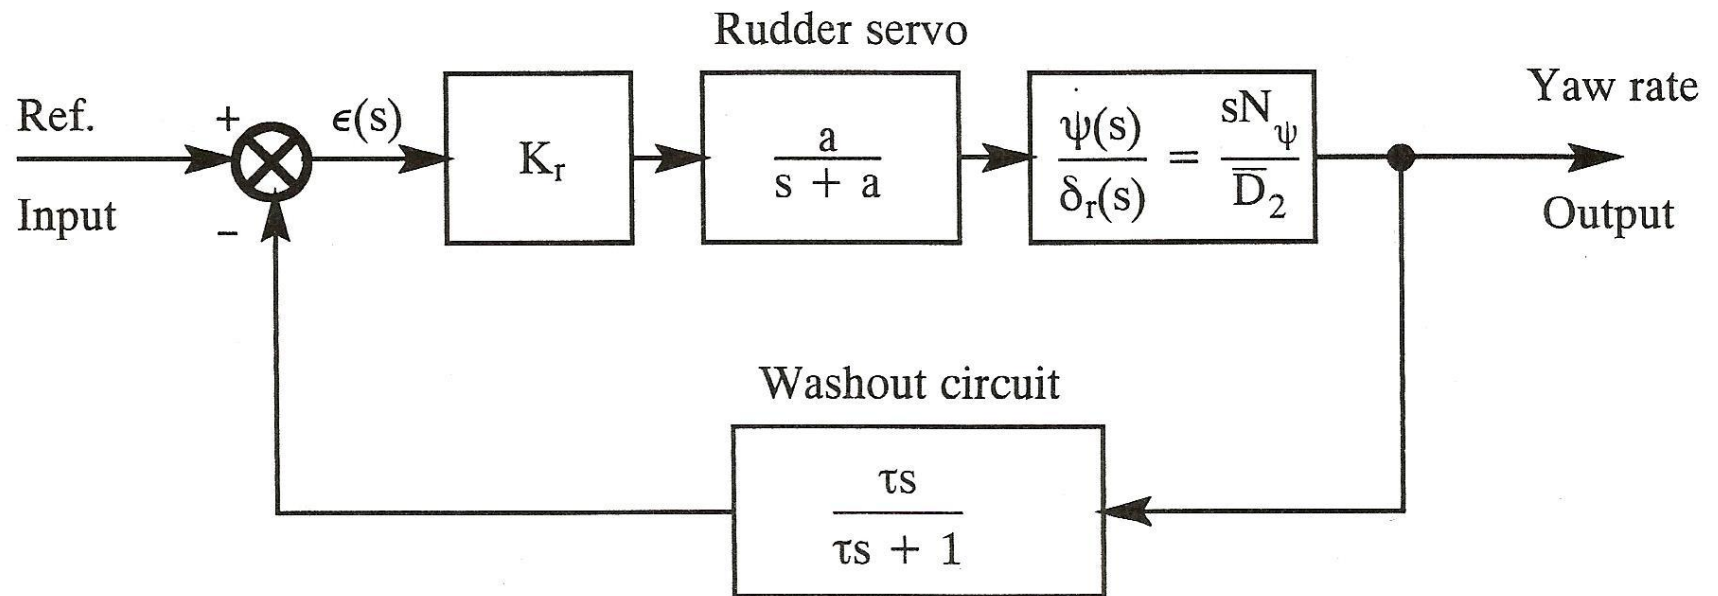 Rudder servo
Ref.
Input
+
−
ϵ(s)
K_r
a
s + a
ψ̇(s)
δ_r(s)
=
sN_ψ
D̅_2
Yaw rate
Output
Washout circuit
τs
τs + 1